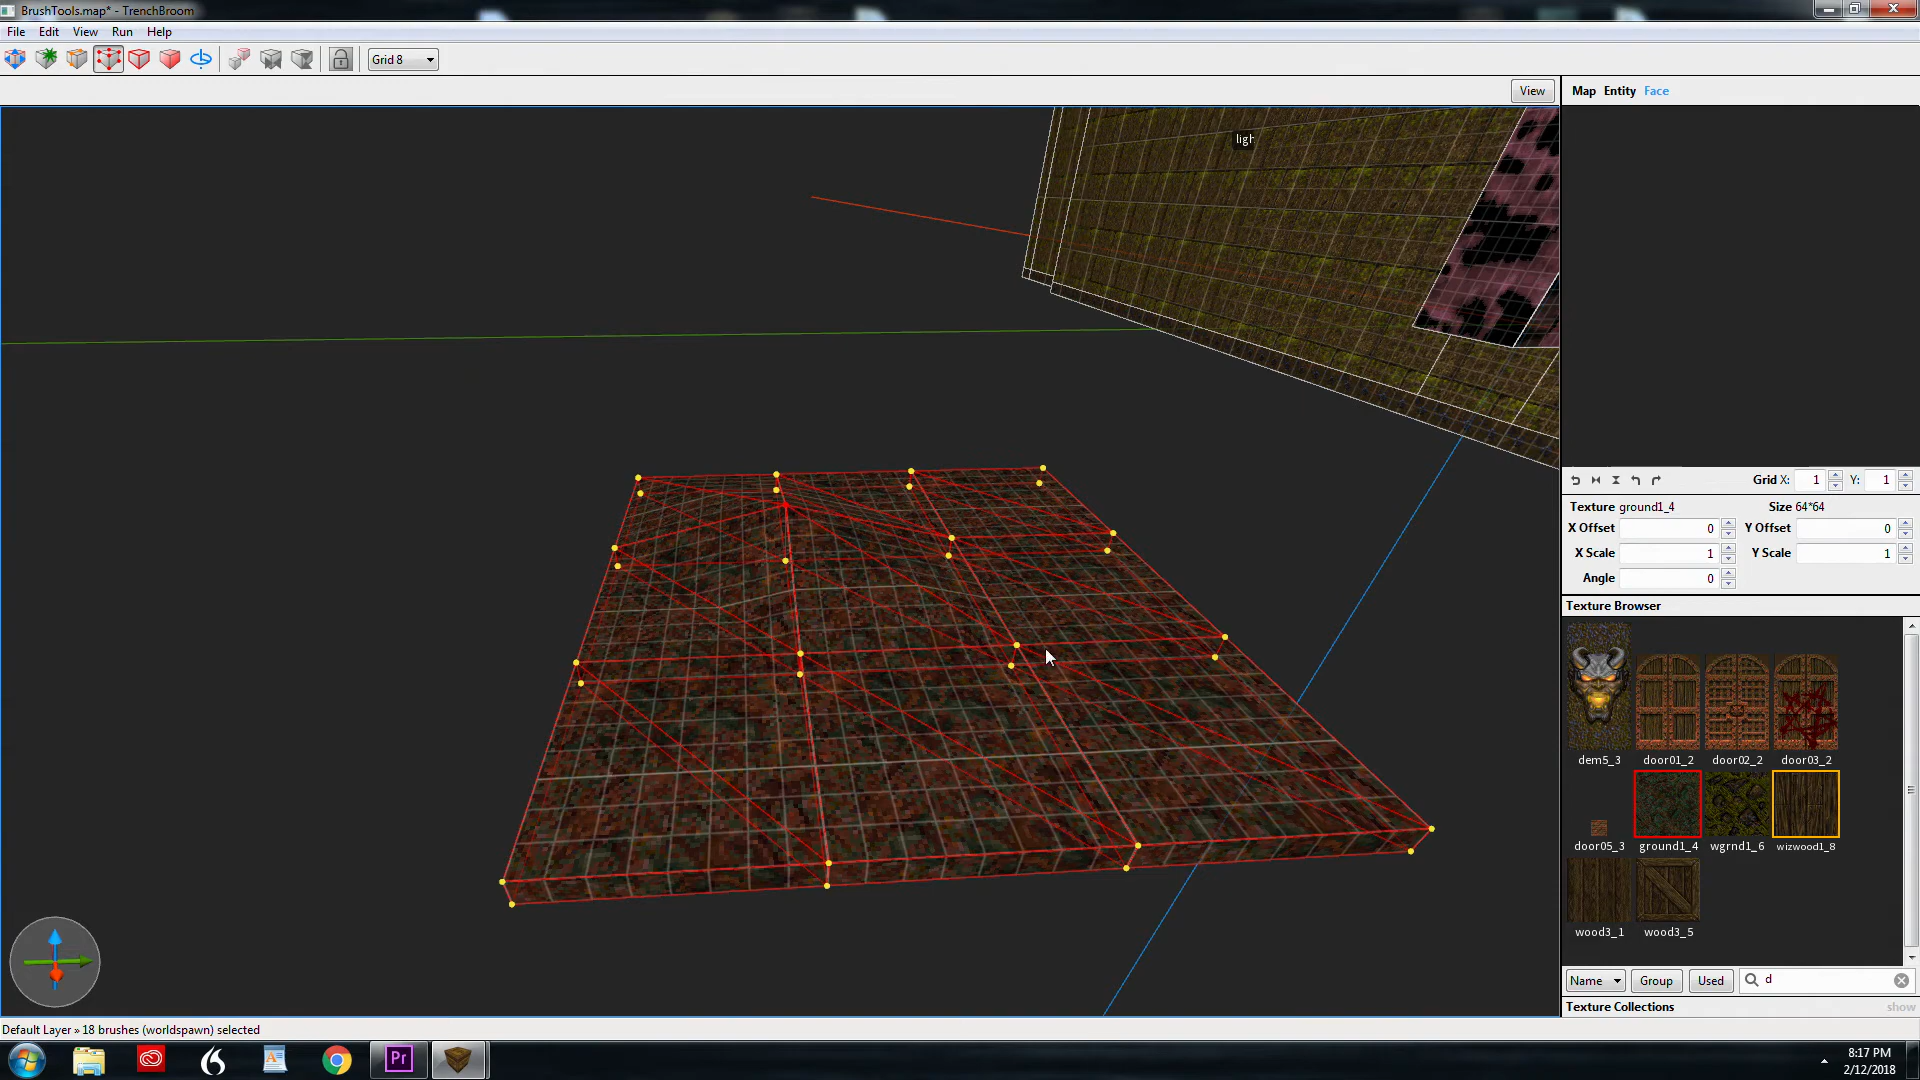 BrushTools.map* - TrenchBroom
File Edit View Run Help
Grid 8
View
Map Entity Face
ligh
Grid X: 1 Y: 1
Texture ground1_4 Size 64*64
X Offset 0 Y Offset 0
X Scale 1 Y Scale 1
Angle 0
Texture Browser
dem5_3 door01_2 door02_2 door03_2
door05_3 ground1_4 wgrnd1_6 wizwood1_8
wood3_1 wood3_5
Name Group Used d
Texture Collections show
Default Layer » 18 brushes (worldspawn) selected
Pr
8:17 PM
2/12/2018